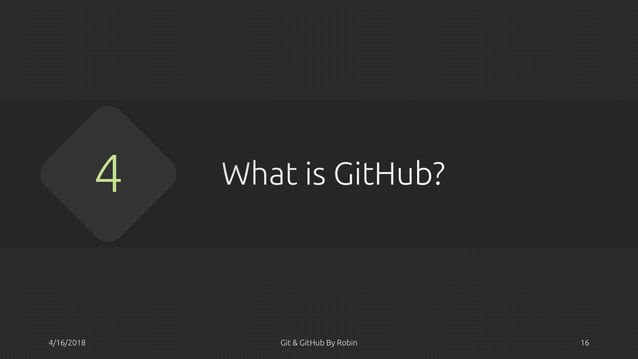 4
What is GitHub?
4/16/2018
Git & GitHub By Robin
16